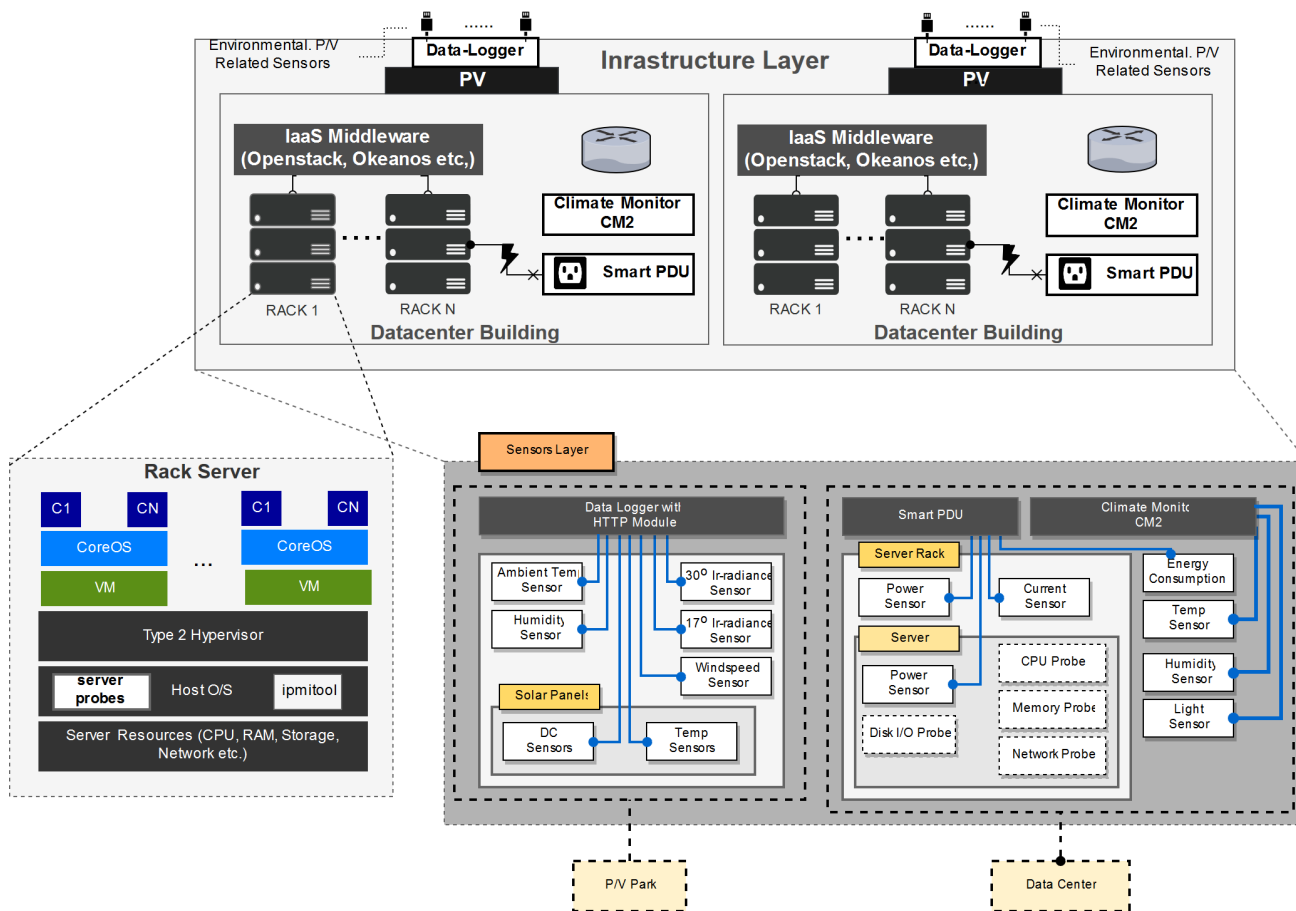 ......
......
Environmental. P/V
Related Sensors
Data-Logger
PV
Inrastructure Layer
Data-Logger
PV
Environmental. P/V
Related Sensors
IaaS Middleware
(Openstack, Okeanos etc,)
Climate Monitor
CM2
Smart PDU
RACK 1
RACK N
Datacenter Building
IaaS Middleware
(Openstack, Okeanos etc,)
Climate Monitor
CM2
Smart PDU
RACK 1
RACK N
Datacenter Building
Rack Server
C1
CN
C1
CN
CoreOS
...
CoreOS
VM
VM
Type 2 Hypervisor
server
probes
Host O/S
ipmitool
Server Resources (CPU, RAM, Storage,
Network etc.)
Sensors Layer
Data Logger with
HTTP Module
Ambient Temp
Sensor
30º Ir-radiance
Sensor
Humidity
Sensor
17º Ir-radiance
Sensor
Windspeed
Sensor
Solar Panels
DC
Sensors
Temp
Sensors
Smart PDU
Climate Monito
CM2
Server Rack
Power
Sensor
Current
Sensor
Energy
Consumption
Temp
Sensor
Server
Power
Sensor
CPU Probe
Memory Probe
Disk I/O Probe
Network Probe
Humidity
Sensor
Light
Sensor
P/V Park
Data Center